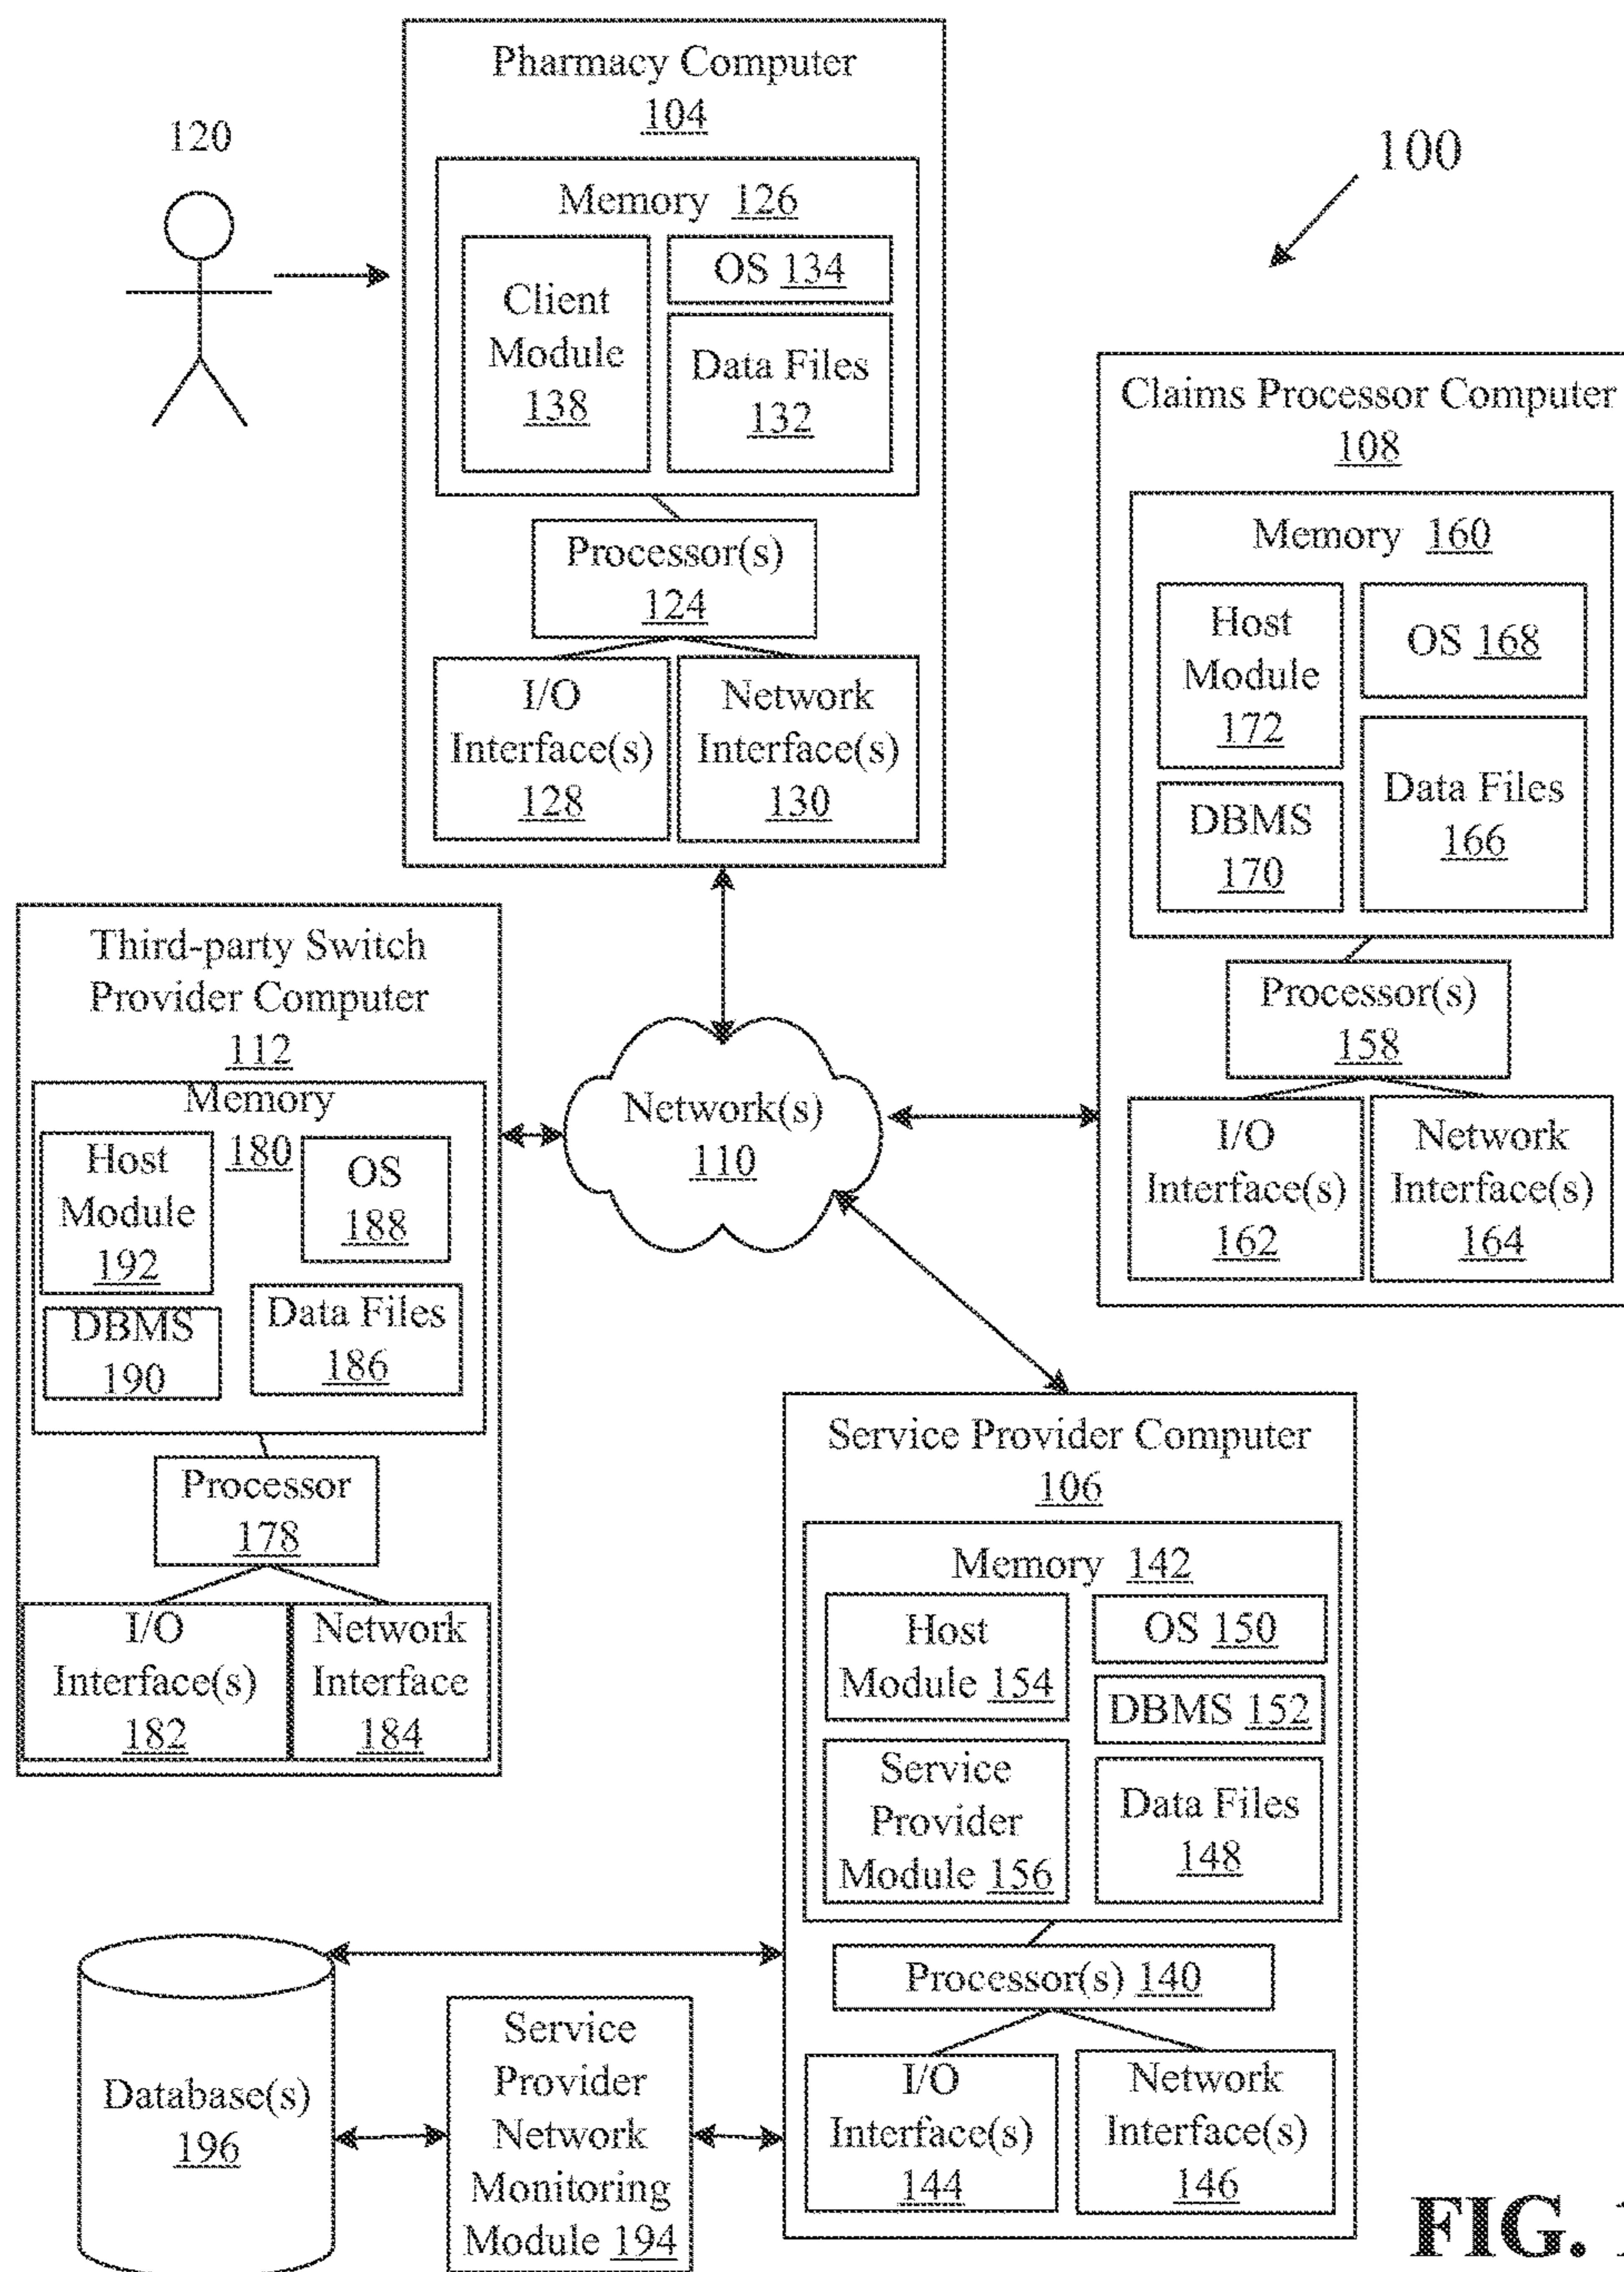 Pharmacy Computer
104
120
100
Memory 126
Client
Module
138
OS 134
Data Files
132
Processor(s)
124
I/O
Interface(s)
128
Network
Interface(s)
130
Claims Processor Computer
108
Memory 160
Host
Module
172
OS 168
DBMS
170
Data Files
166
Processor(s)
158
I/O
Interface(s)
162
Network
Interface(s)
164
Third-party Switch
Provider Computer
112
Memory
180
Host
Module
192
OS
188
DBMS
190
Data Files
186
Processor
178
I/O
Interface(s)
182
Network
Interface
184
Network(s)
110
Service Provider Computer
106
Memory 142
Host
Module 154
OS 150
DBMS 152
Service
Provider
Module 156
Data Files
148
Processor(s) 140
I/O
Interface(s)
144
Network
Interface(s)
146
Database(s)
196
Service
Provider
Network
Monitoring
Module 194
FIG.